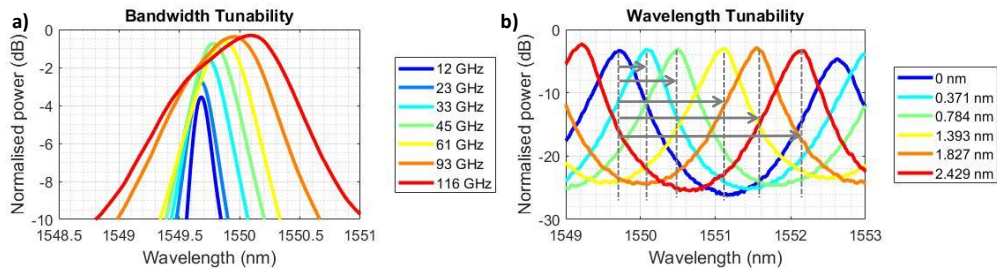 a)
Bandwidth Tunability
Normalised power (dB)
0
-2
-4
-6
-8
-10
1548.5
1549
1549.5
1550
1550.5
1551
Wavelength (nm)
12 GHz
23 GHz
33 GHz
45 GHz
61 GHz
93 GHz
116 GHz
b)
Wavelength Tunability
Normalised power (dB)
0
-10
-20
-30
1549
1550
1551
1552
1553
Wavelength (nm)
0 nm
0.371 nm
0.784 nm
1.393 nm
1.827 nm
2.429 nm